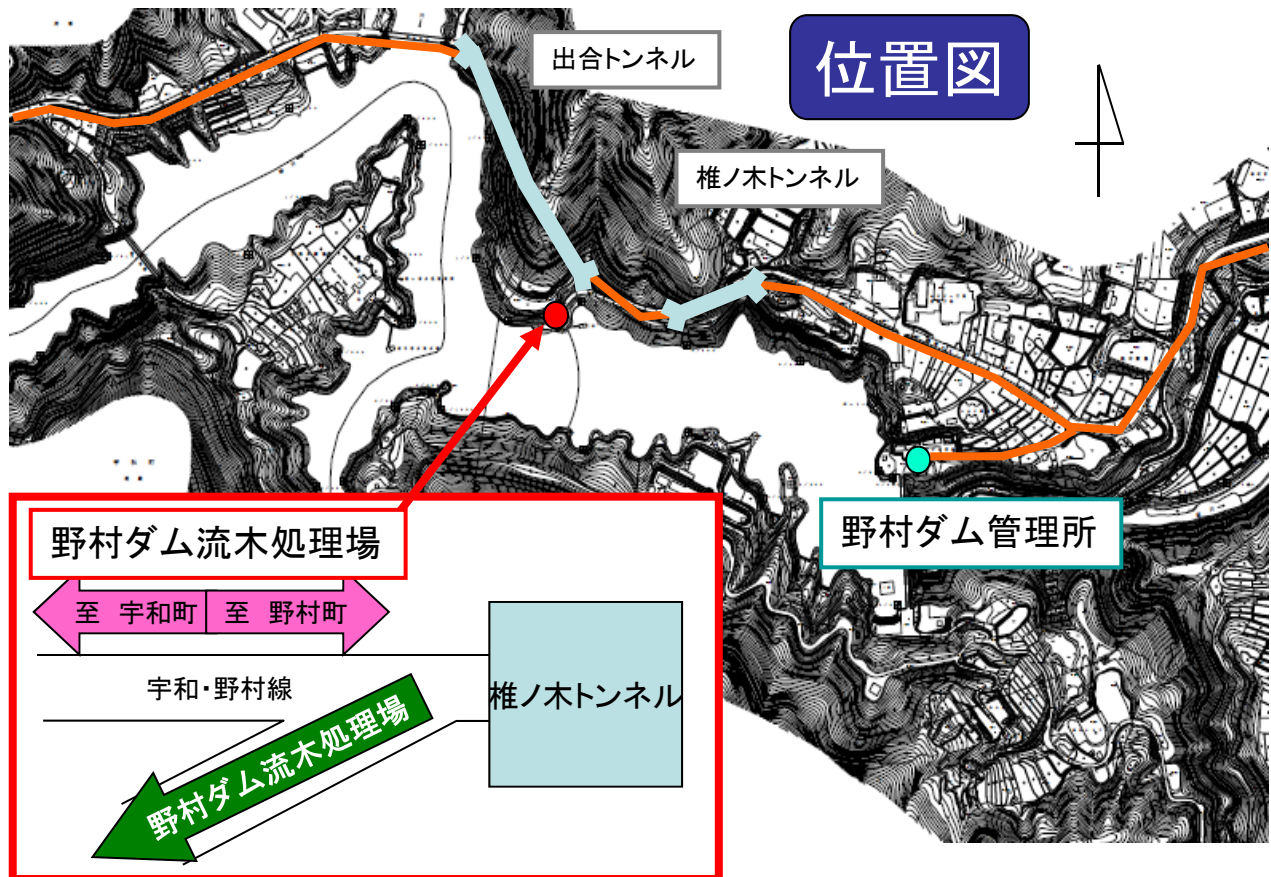 位置図
出合トンネル
椎ノ木トンネル
野村ダム管理所
野村ダム流木処理場
至 宇和町
至 野村町
宇和・野村線
椎ノ木トンネル
野村ダム流木処理場